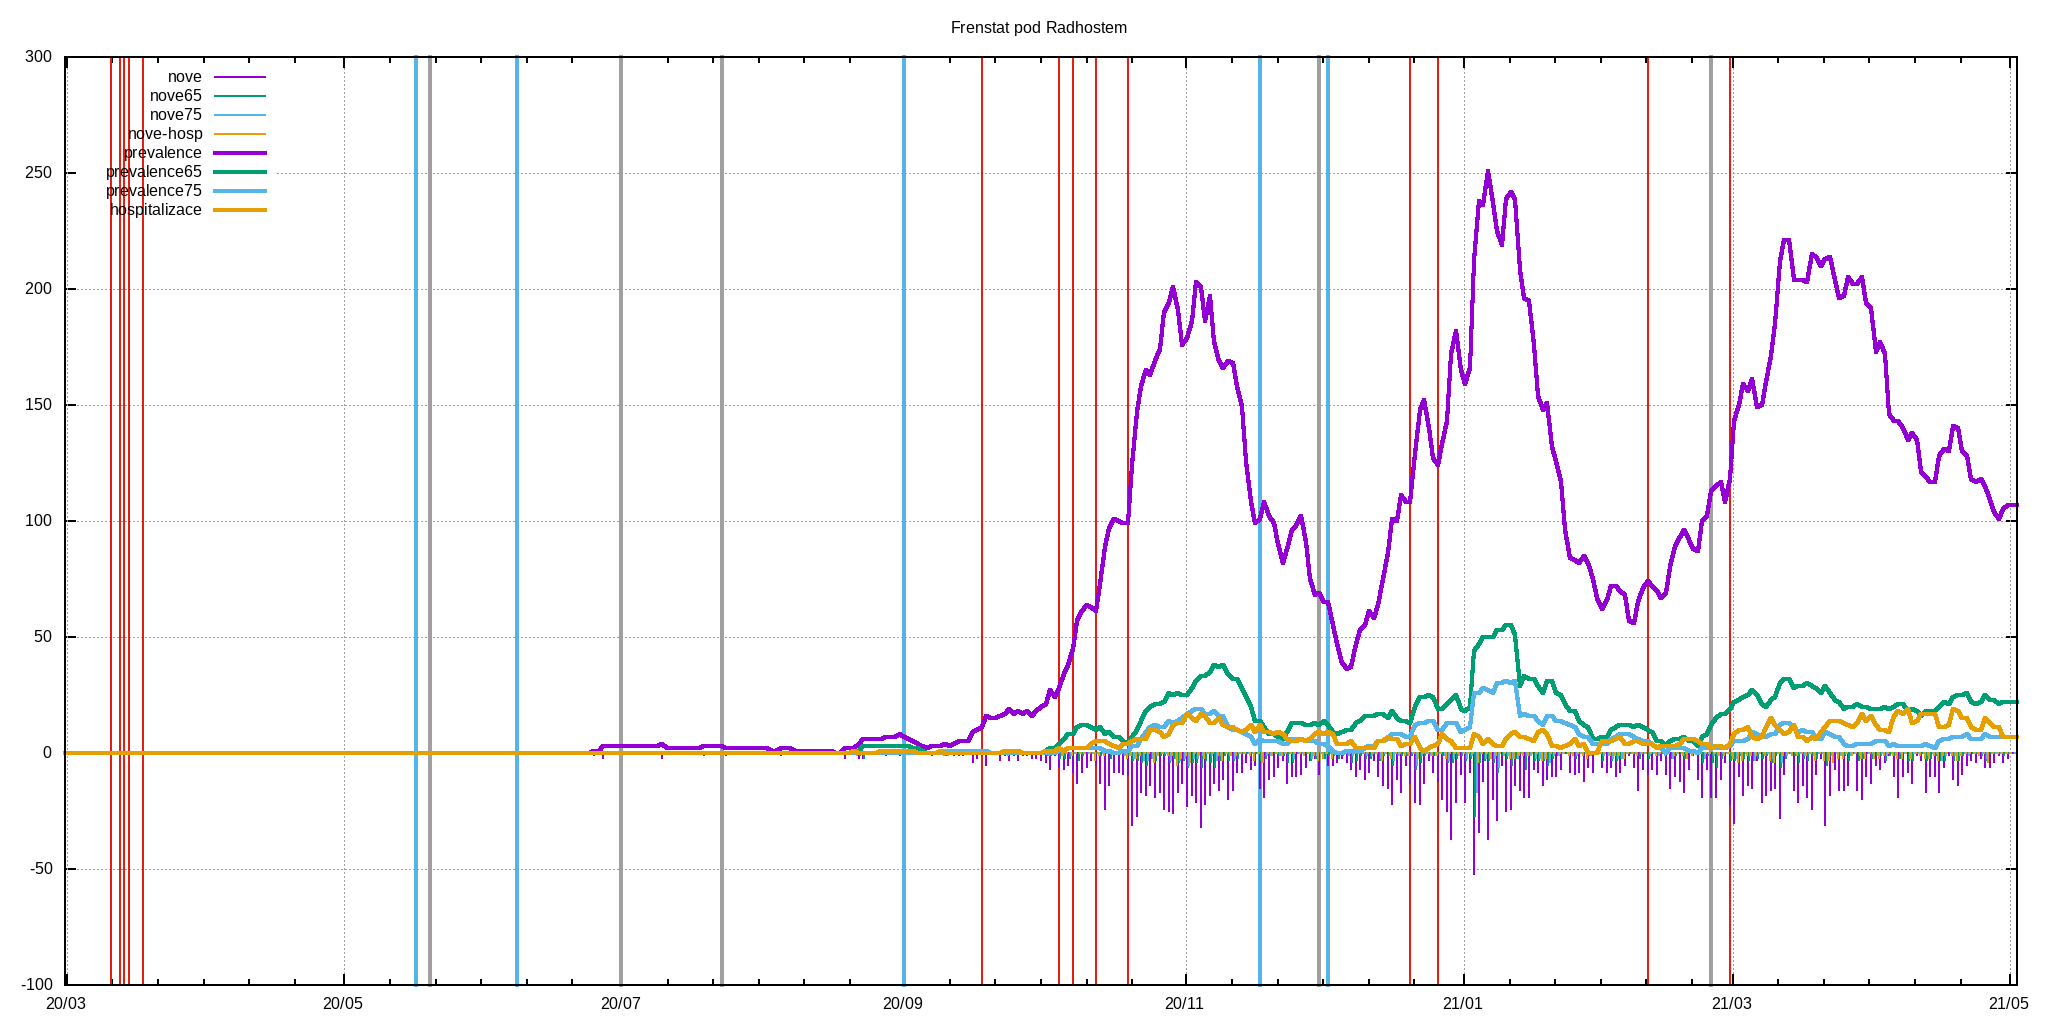 Frenstat pod Radhostem
300
250
200
150
100
50
0
-50
-100
nove
nove65
nove75
nove-hosp
prevalence
prevalence65
prevalence75
hospitalizace
20/03 20/05 20/07 20/09 20/11 21/01 21/03 21/05